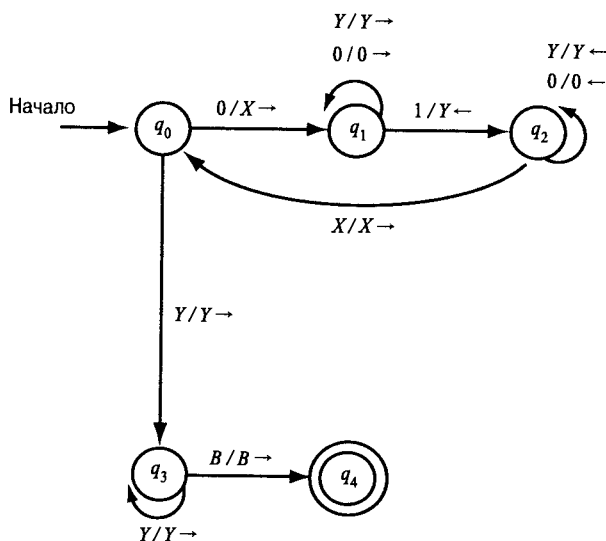 Y / Y →
0 / 0 →
Y / Y ←
0 / 0 ←
Начало
q0
0 / X →
q1
1 / Y ←
q2
X / X →
Y / Y →
q3
B / B →
q4
Y / Y →